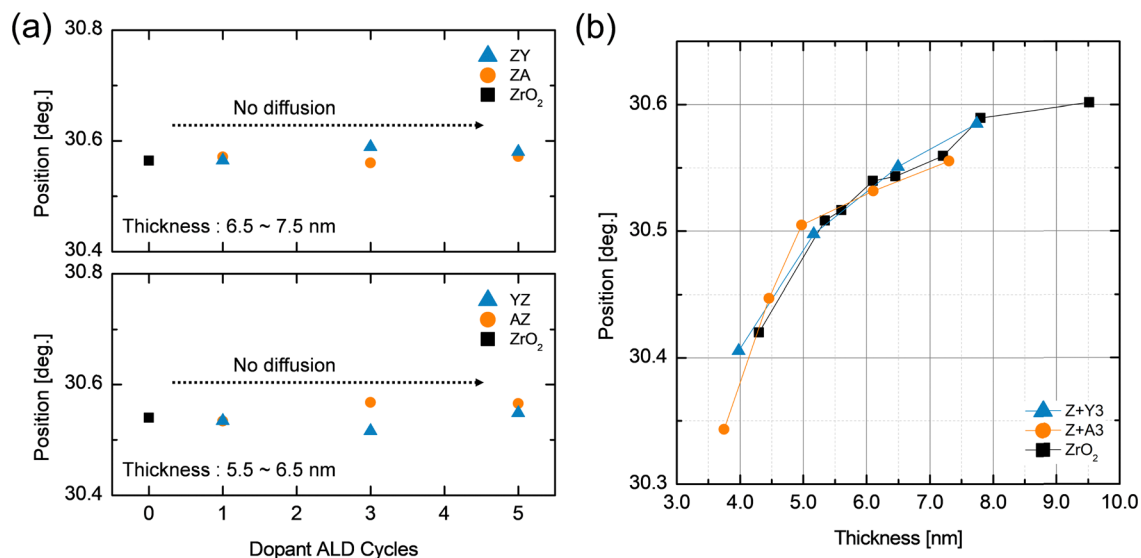 (a)
30.8
ZY
ZA
ZrO₂
No diffusion
30.6
Position [deg.]
Thickness : 6.5 ~ 7.5 nm
30.4
30.8
YZ
AZ
ZrO₂
No diffusion
30.6
Position [deg.]
Thickness : 5.5 ~ 6.5 nm
30.4
0 1 2 3 4 5
Dopant ALD Cycles
(b)
30.6
30.5
Position [deg.]
30.4
Z+Y3
Z+A3
ZrO₂
30.3
3.0 4.0 5.0 6.0 7.0 8.0 9.0 10.0
Thickness [nm]